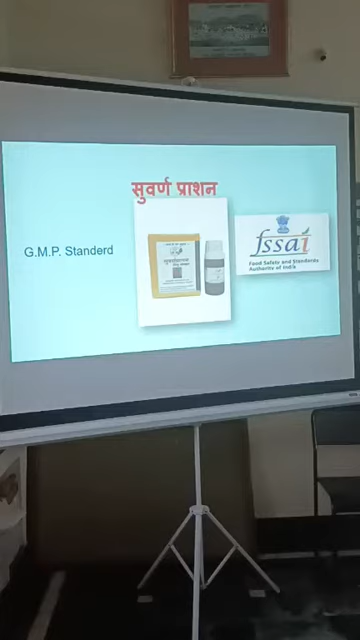 सुवर्ण प्राशन
G.M.P. Standerd
fssai
Food Safety and Standards
Authority of India